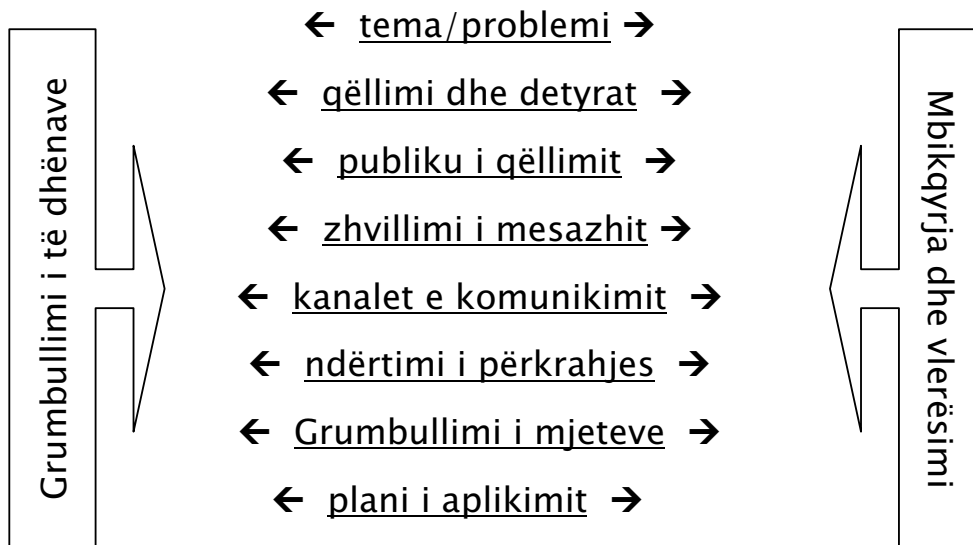 Grumbullimi i të dhënave
← tema/problemi →
← qëllimi dhe detyrat →
← publiku i qëllimit →
← zhvillimi i mesazhit →
← kanalet e komunikimit →
← ndërtimi i përkrahjes →
← Grumbullimi i mjeteve →
← plani i aplikimit →
Mbikqyrja dhe vlerësimi